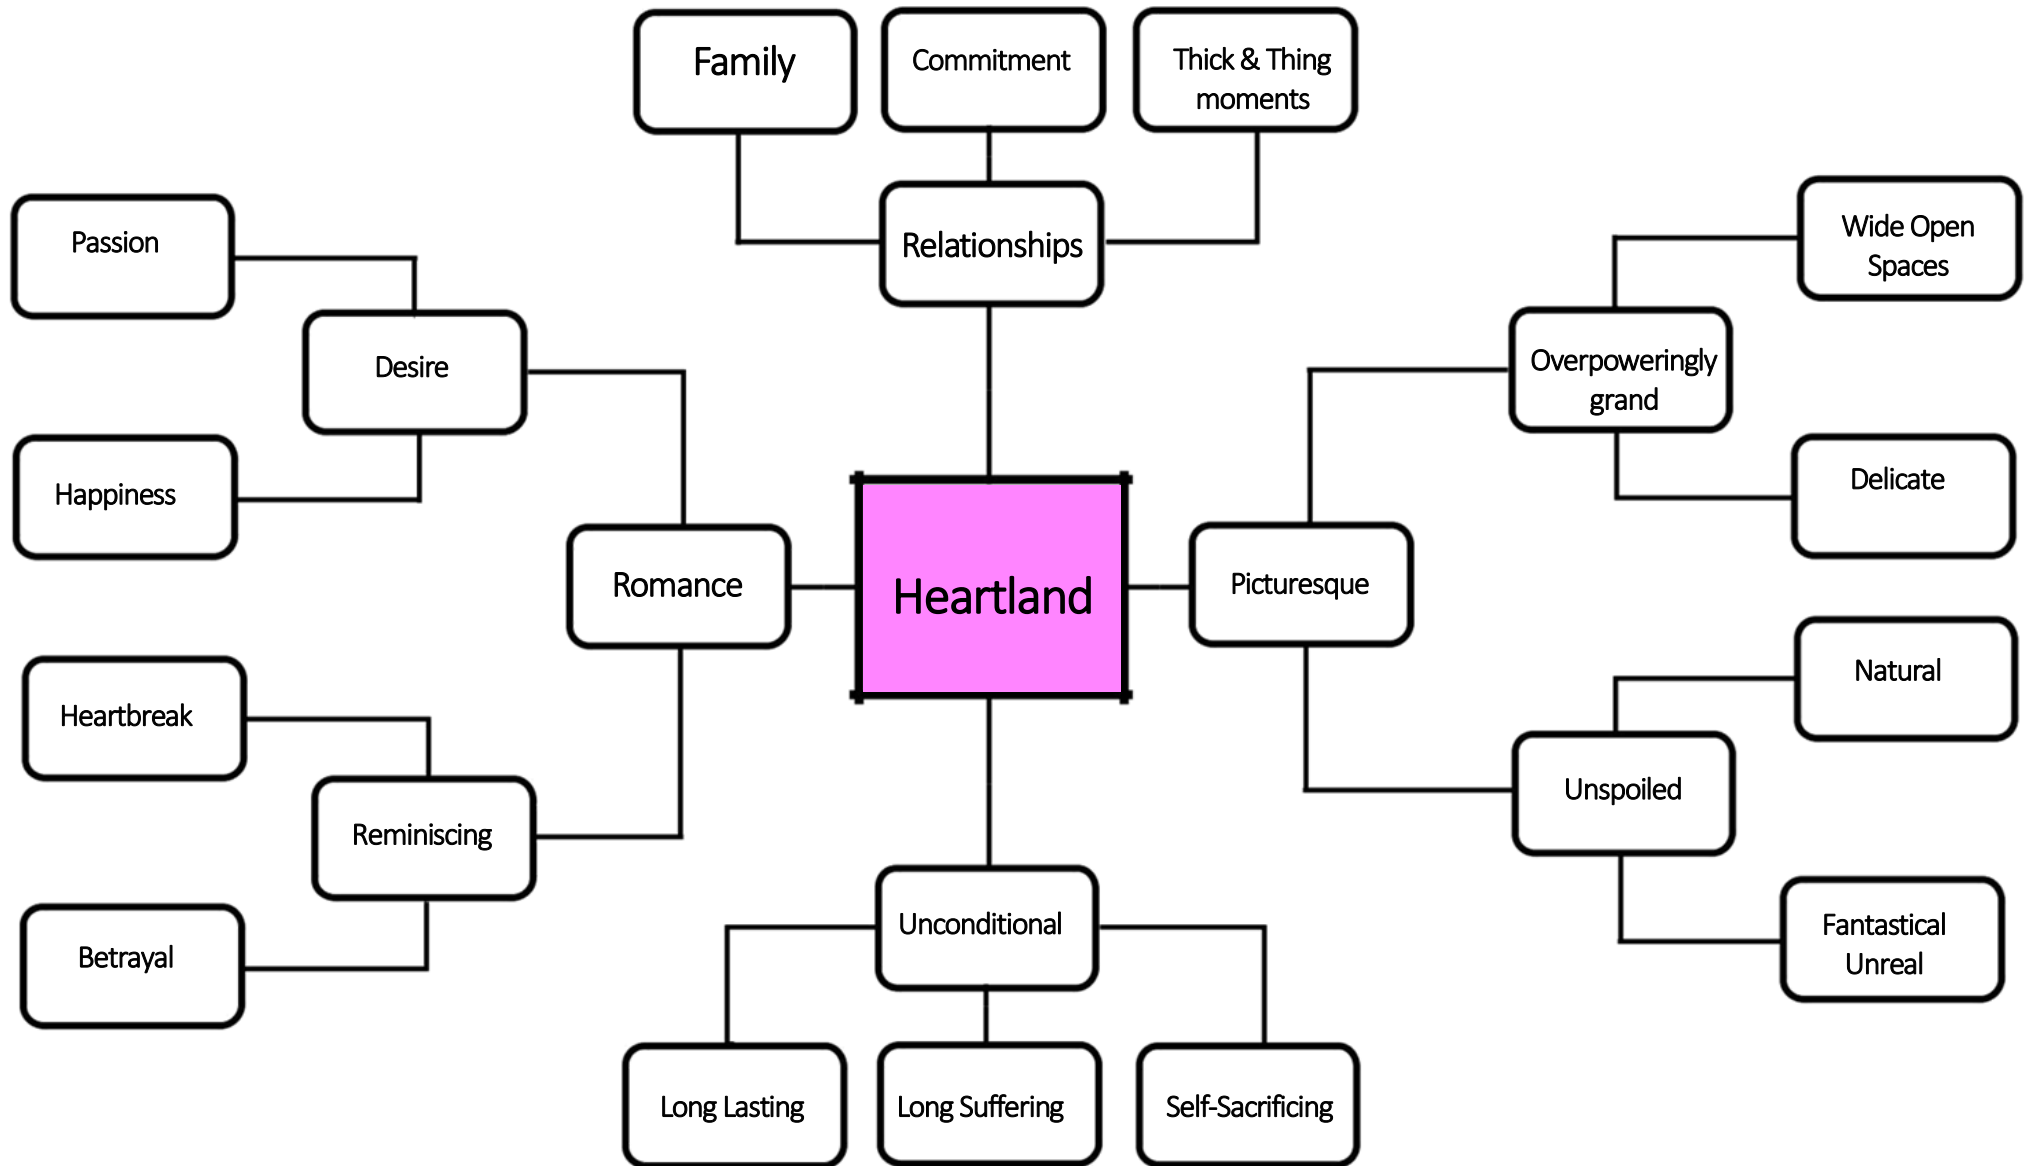 Family
Commitment
Thick & Thing
moments
Relationships
Passion
Desire
Happiness
Romance
Heartbreak
Reminiscing
Betrayal
Heartland
Picturesque
Overpoweringly
grand
Wide Open
Spaces
Delicate
Unspoiled
Natural
Fantastical
Unreal
Unconditional
Long Lasting
Long Suffering
Self-Sacrificing